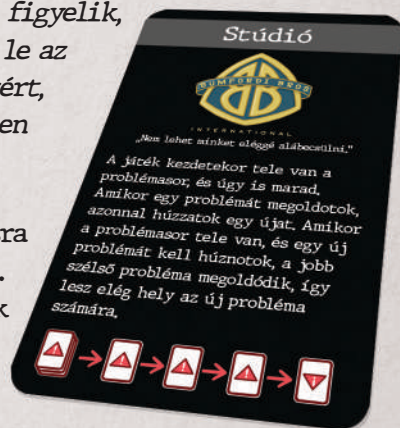 figyelik,
le az
ért,
en
ra
.
k
Stúdió
BUMFORDI BROS
INTERNATIONAL
„Nem lehet minket eléggé alábecsülni.”
A játék kezdetekor tele van a
problémasor, és úgy is marad.
Amikor egy problémát megoldotok,
azonnal húzzatok egy újat. Amikor
a problémasor tele van, és egy új
problémát kell húznotok, a jobb
szélső probléma megoldódik, így
lesz elég hely az új probléma
számára.